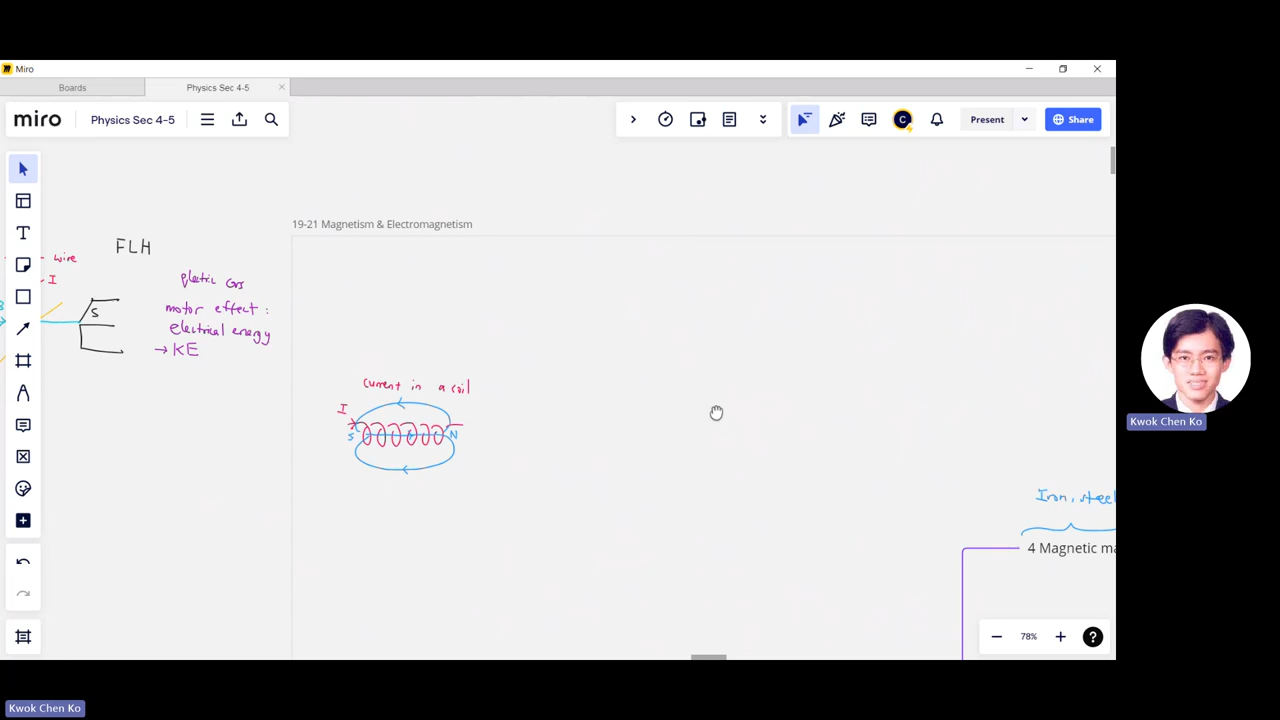 Miro
Boards
Physics Sec 4-5
miro
Physics Sec 4-5
C
Present
Share
19-21 Magnetism & Electromagnetism
FLH
wire
I
B
S
electric cars
motor effect :
electrical energy
→ KE
current in a coil
I
S
N
Iron, steel
4 Magnetic ma
78%
Kwok Chen Ko
Kwok Chen Ko